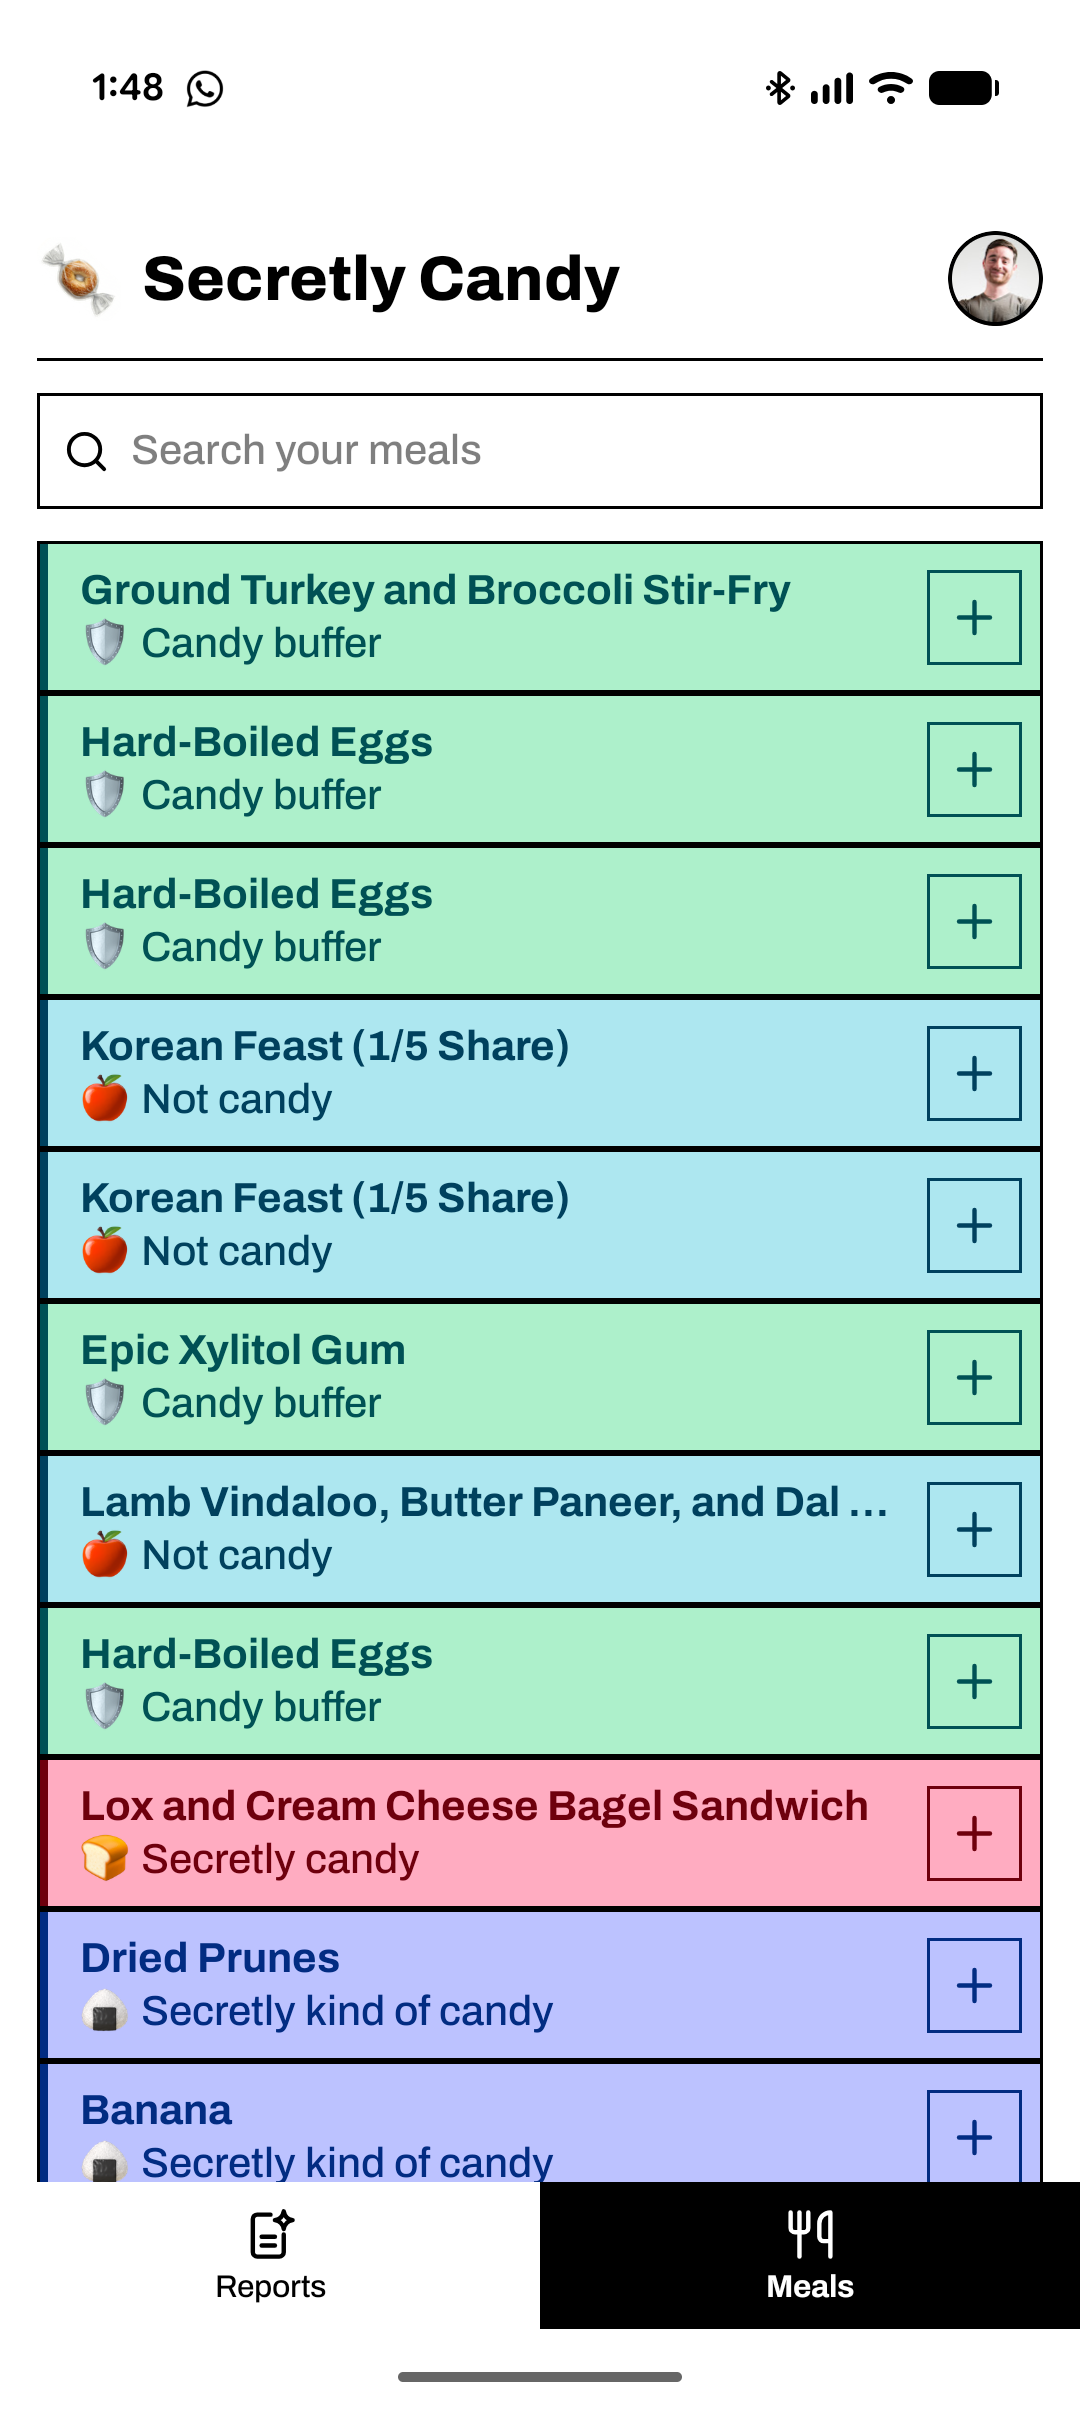 1:48
Secretly Candy
Search your meals
Ground Turkey and Broccoli Stir-Fry
Candy buffer
Hard-Boiled Eggs
Candy buffer
Hard-Boiled Eggs
Candy buffer
Korean Feast (1/5 Share)
Not candy
Korean Feast (1/5 Share)
Not candy
Epic Xylitol Gum
Candy buffer
Lamb Vindaloo, Butter Paneer, and Dal ...
Not candy
Hard-Boiled Eggs
Candy buffer
Lox and Cream Cheese Bagel Sandwich
Secretly candy
Dried Prunes
Secretly kind of candy
Banana
Secretly kind of candy
Reports
Meals